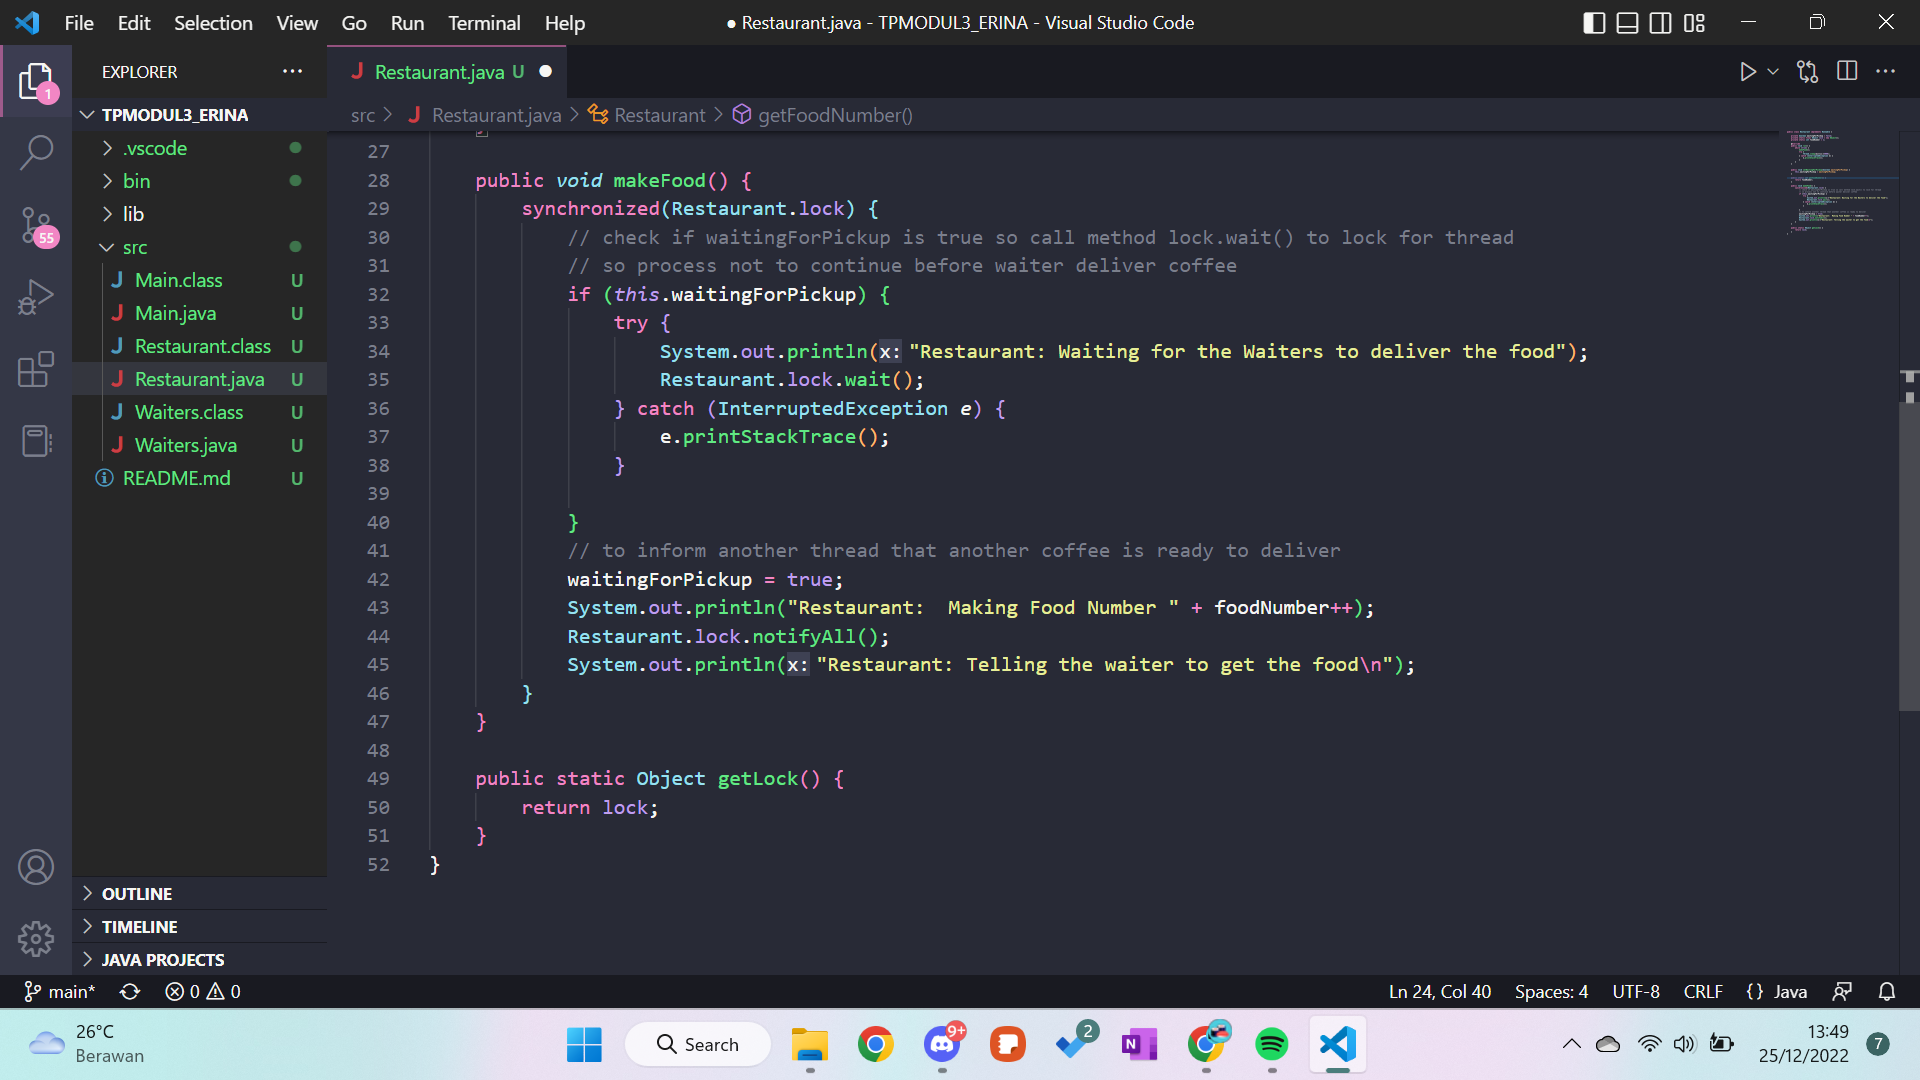 File Edit Selection View Go Run Terminal Help ● Restaurant.java - TPMODUL3_ERINA - Visual Studio Code
EXPLORER ...
J Restaurant.java U ●
1
TPMODUL3_ERINA
src > J Restaurant.java > Restaurant > getFoodNumber()
.vscode
bin
lib
55
src
J Main.class U
J Main.java U
J Restaurant.class U
J Restaurant.java U
J Waiters.class U
J Waiters.java U
README.md U
27
28 public void makeFood() {
29 synchronized(Restaurant.lock) {
30 // check if waitingForPickup is true so call method lock.wait() to lock for thread
31 // so process not to continue before waiter deliver coffee
32 if (this.waitingForPickup) {
33 try {
34 System.out.println(x: "Restaurant: Waiting for the Waiters to deliver the food");
35 Restaurant.lock.wait();
36 } catch (InterruptedException e) {
37 e.printStackTrace();
38 }
39
40 }
41 // to inform another thread that another coffee is ready to deliver
42 waitingForPickup = true;
43 System.out.println("Restaurant:  Making Food Number " + foodNumber++);
44 Restaurant.lock.notifyAll();
45 System.out.println(x: "Restaurant: Telling the waiter to get the food\n");
46 }
47 }
48
49 public static Object getLock() {
50 return lock;
51 }
52 }
OUTLINE
TIMELINE
JAVA PROJECTS
main* 0 0 Ln 24, Col 40 Spaces: 4 UTF-8 CRLF {} Java
26°C
Berawan
Search
9+
2
N
13:49
25/12/2022
7